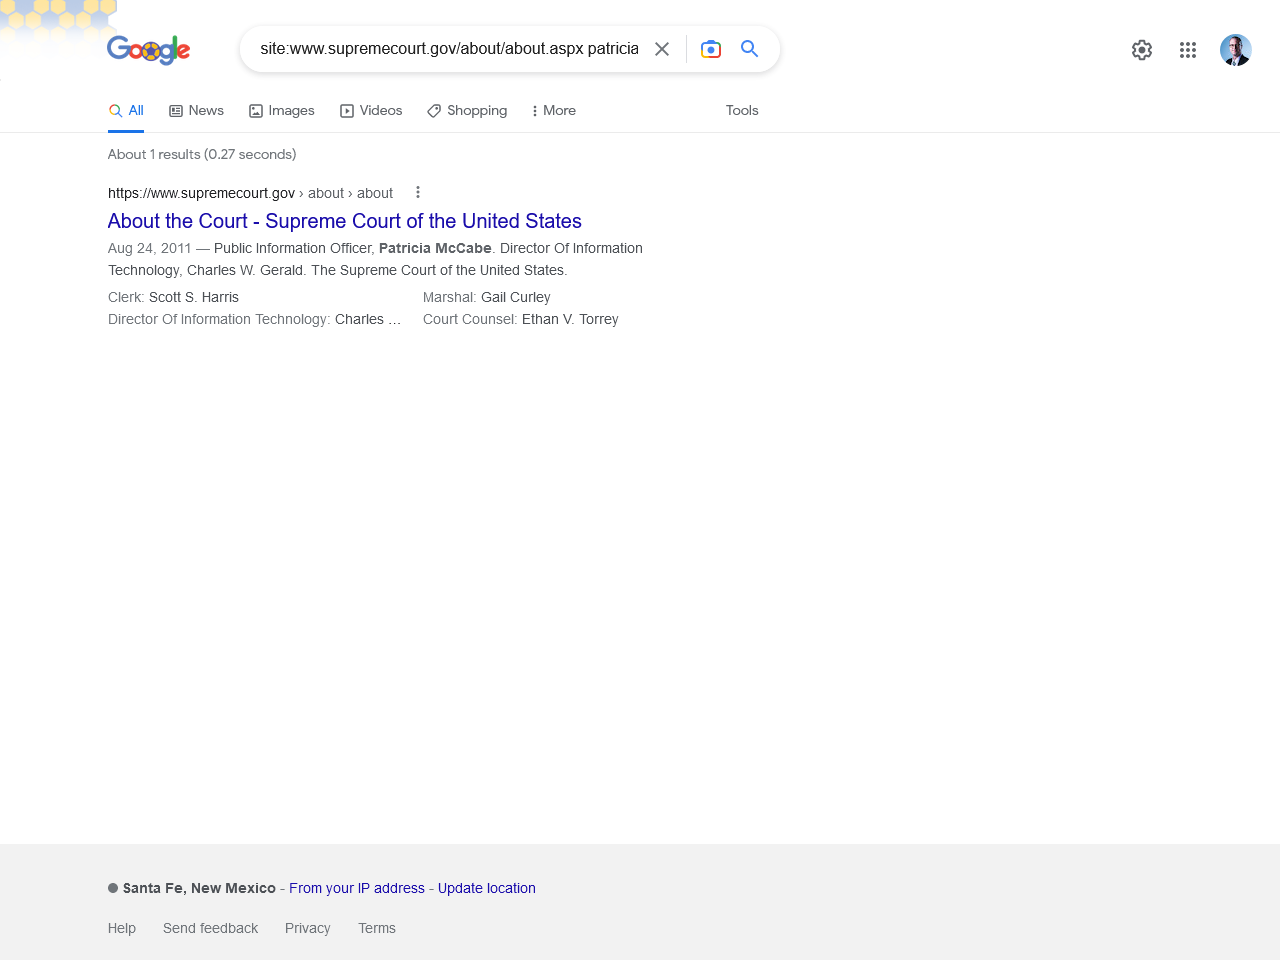 Google
site:www.supremecourt.gov/about/about.aspx patricia
All News Images Videos Shopping More Tools
About 1 results (0.27 seconds)
https://www.supremecourt.gov › about › about
About the Court - Supreme Court of the United States
Aug 24, 2011 — Public Information Officer, Patricia McCabe. Director Of Information
Technology, Charles W. Gerald. The Supreme Court of the United States.
Clerk: Scott S. Harris Marshal: Gail Curley
Director Of Information Technology: Charles ... Court Counsel: Ethan V. Torrey
Santa Fe, New Mexico - From your IP address - Update location
Help Send feedback Privacy Terms